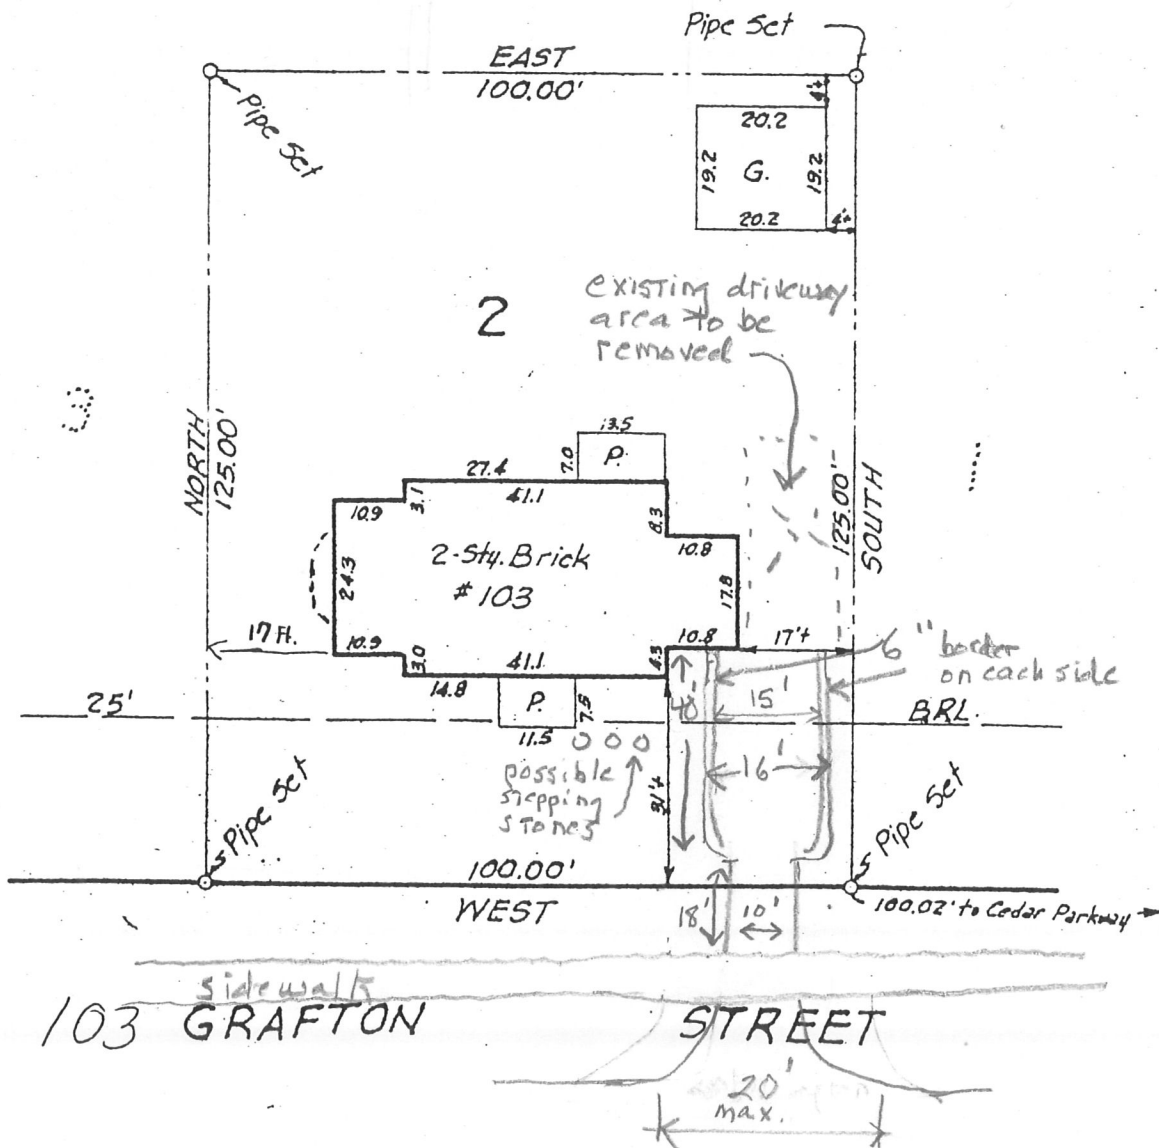 Pipe Set
EAST
100.00'
Pipe Set
4'±
20.2
19.2
G.
19.2
20.2
4'±
existing driveway
area to be
removed
2
3
NORTH
125.00'
125.00'
SOUTH
13.5
7.0
P.
27.4
41.1
3.1
10.9
8.3
10.8
24.3
2-Sty. Brick
# 103
17.8
17 Ft.
10.9
3.0
41.1
4.3
10.8
17'±
6" border
on each side
14.8
P.
7.5
11.5
40'
15'
25'
BRL.
possible
stepping
stones
31'±
16'
Pipe Set
Pipe Set
100.00'
WEST
18'
10'
100.02' to Cedar Parkway
sidewalk
103 GRAFTON STREET
20'
max.